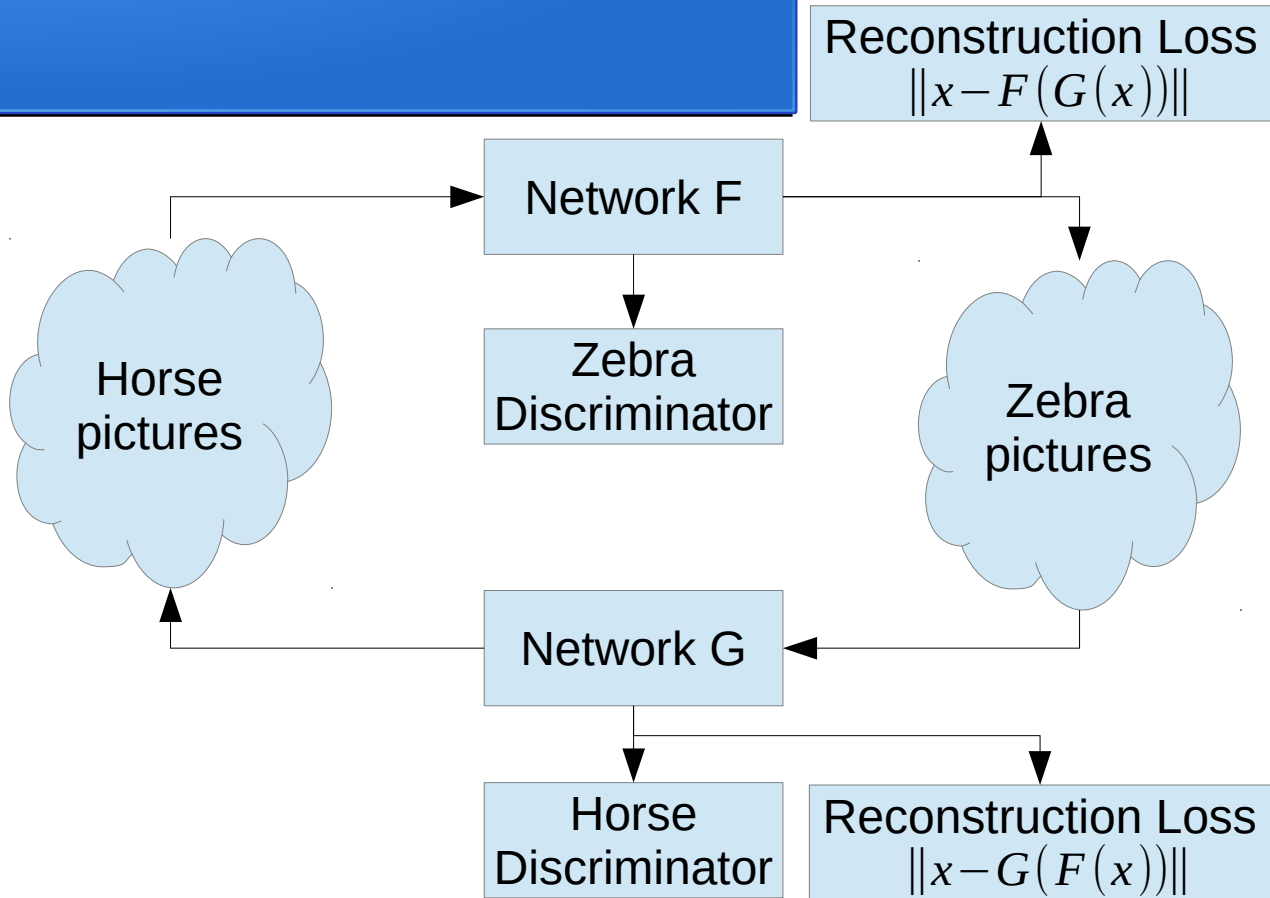 Reconstruction Loss
‖x−F(G(x))‖
Network F
Zebra
Discriminator
Horse
pictures
Zebra
pictures
Network G
Horse
Discriminator
Reconstruction Loss
‖x−G(F(x))‖